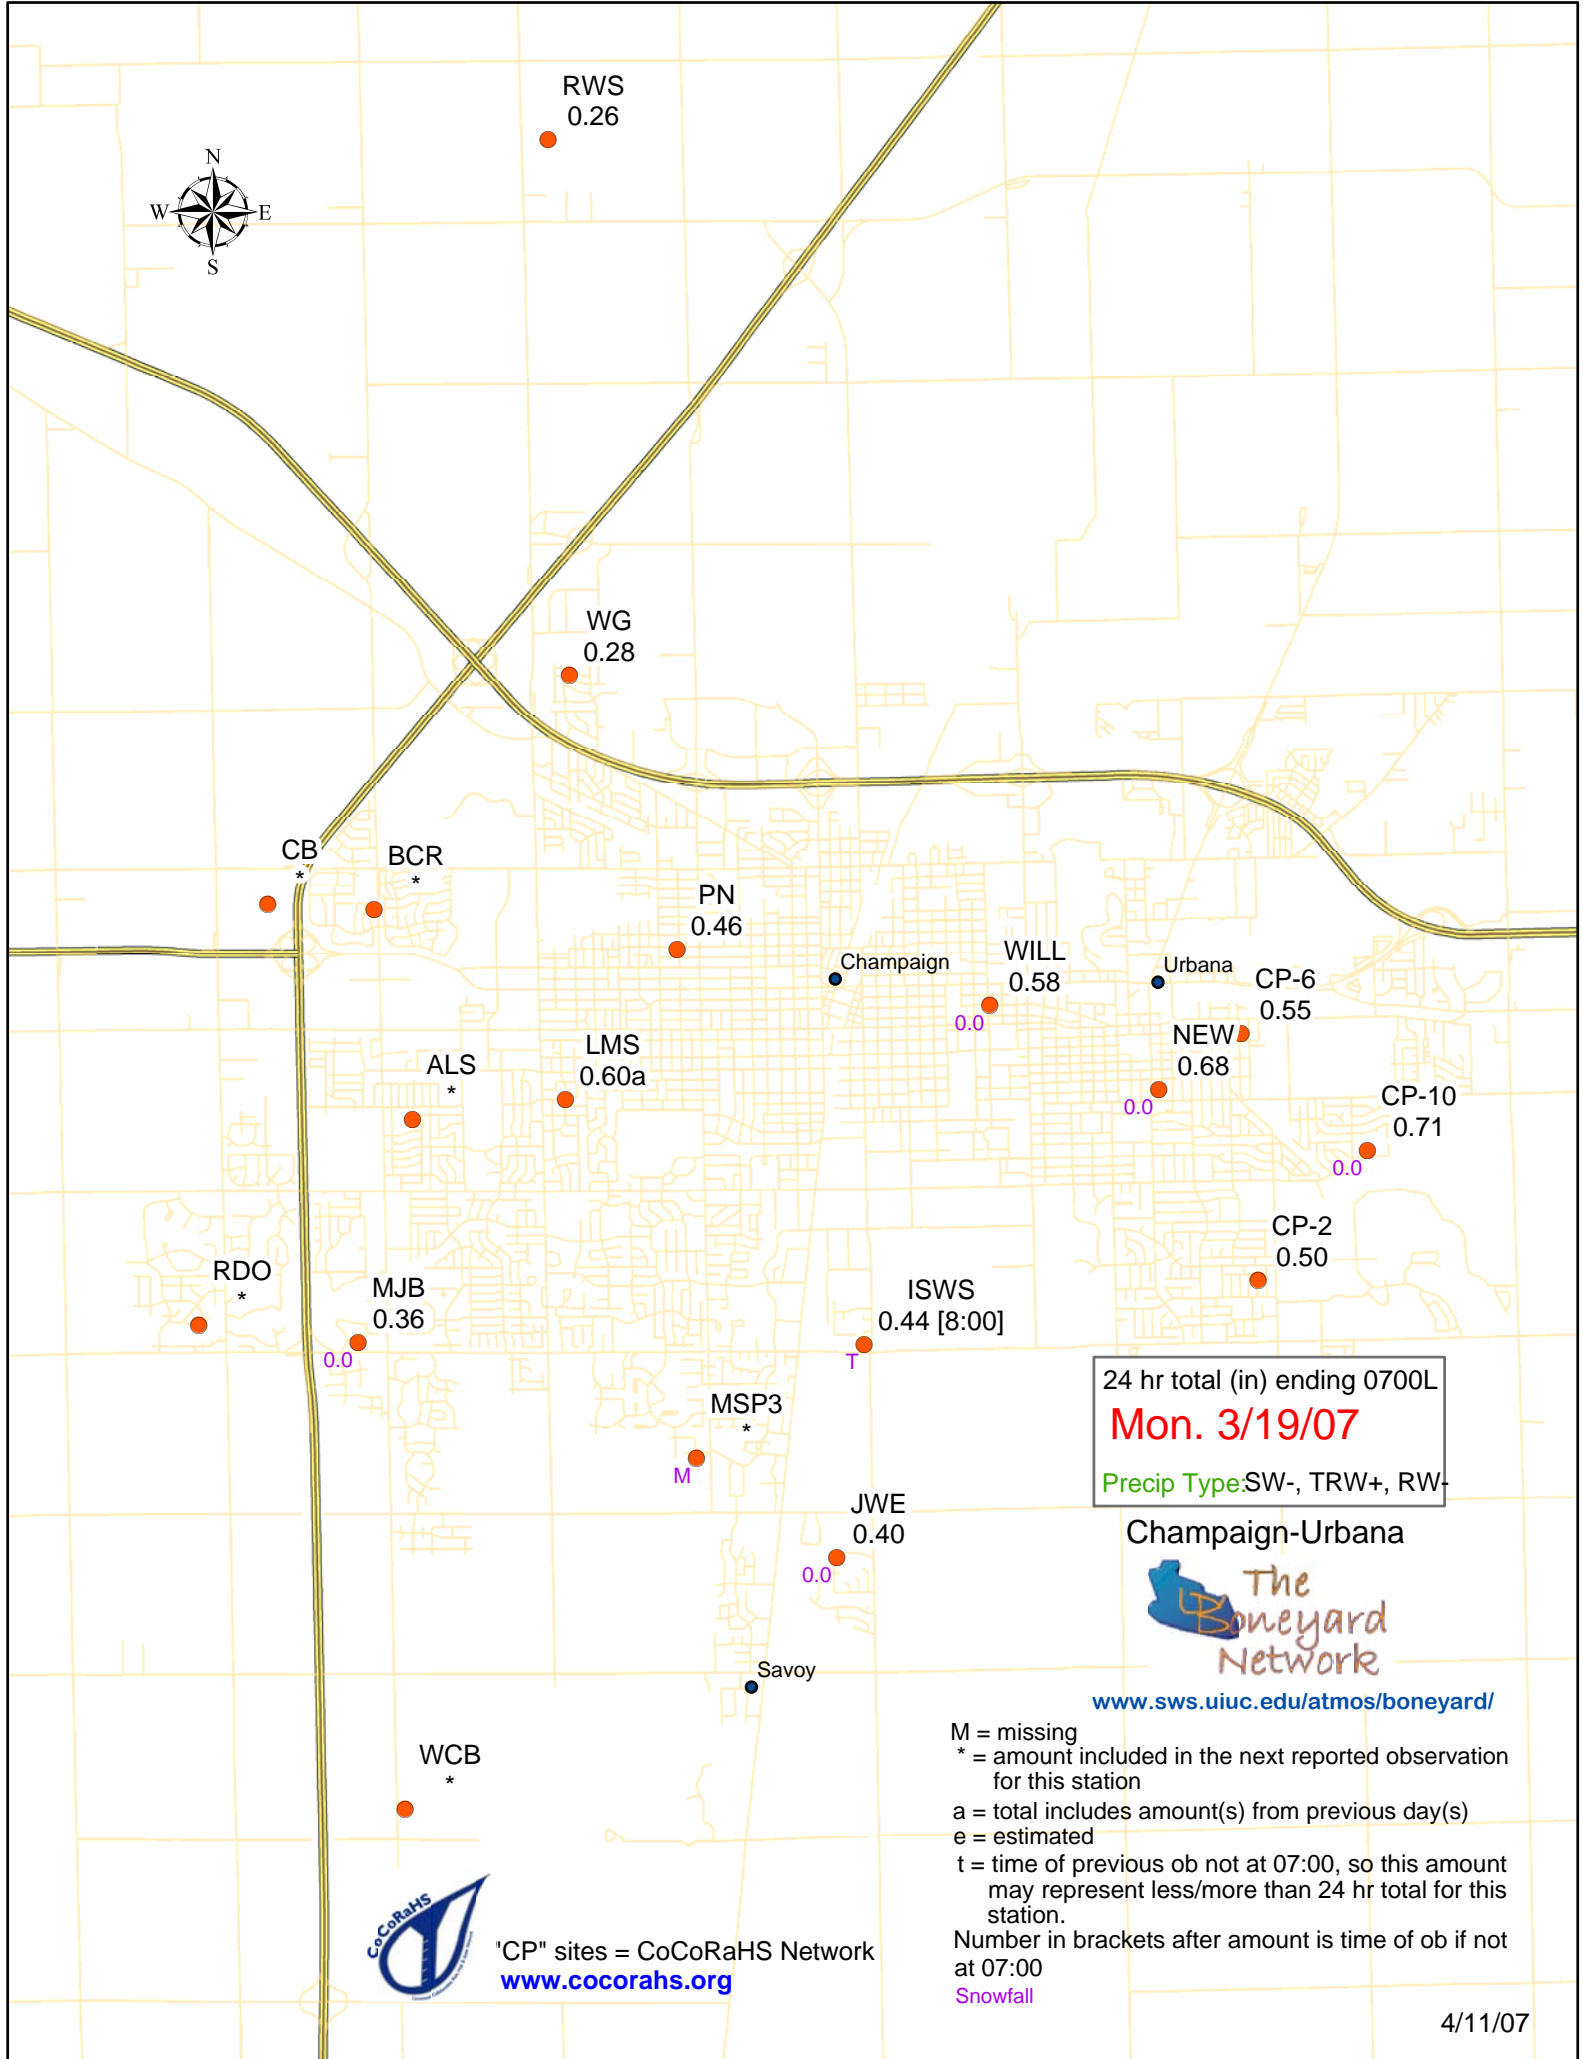 RWS
0.26
N
W
E
S
WG
0.28
CB
*
BCR
*
PN
0.46
Champaign
WILL
0.58
0.0
Urbana
CP-6
0.55
NEW
0.68
0.0
ALS
*
LMS
0.60a
CP-10
0.71
0.0
CP-2
0.50
RDO
*
MJB
0.36
0.0
ISWS
0.44 [8:00]
T
MSP3
*
M
24 hr total (in) ending 0700L
Mon. 3/19/07
Precip Type:SW-, TRW+, RW-
JWE
0.40
0.0
Champaign-Urbana
The
Boneyard
Network
www.sws.uiuc.edu/atmos/boneyard/
Savoy
WCB
*
M = missing
* = amount included in the next reported observation
for this station
a = total includes amount(s) from previous day(s)
e = estimated
t = time of previous ob not at 07:00, so this amount
may represent less/more than 24 hr total for this
station.
Number in brackets after amount is time of ob if not
at 07:00
Snowfall
CoCoRaHS
"CP" sites = CoCoRaHS Network
www.cocorahs.org
4/11/07